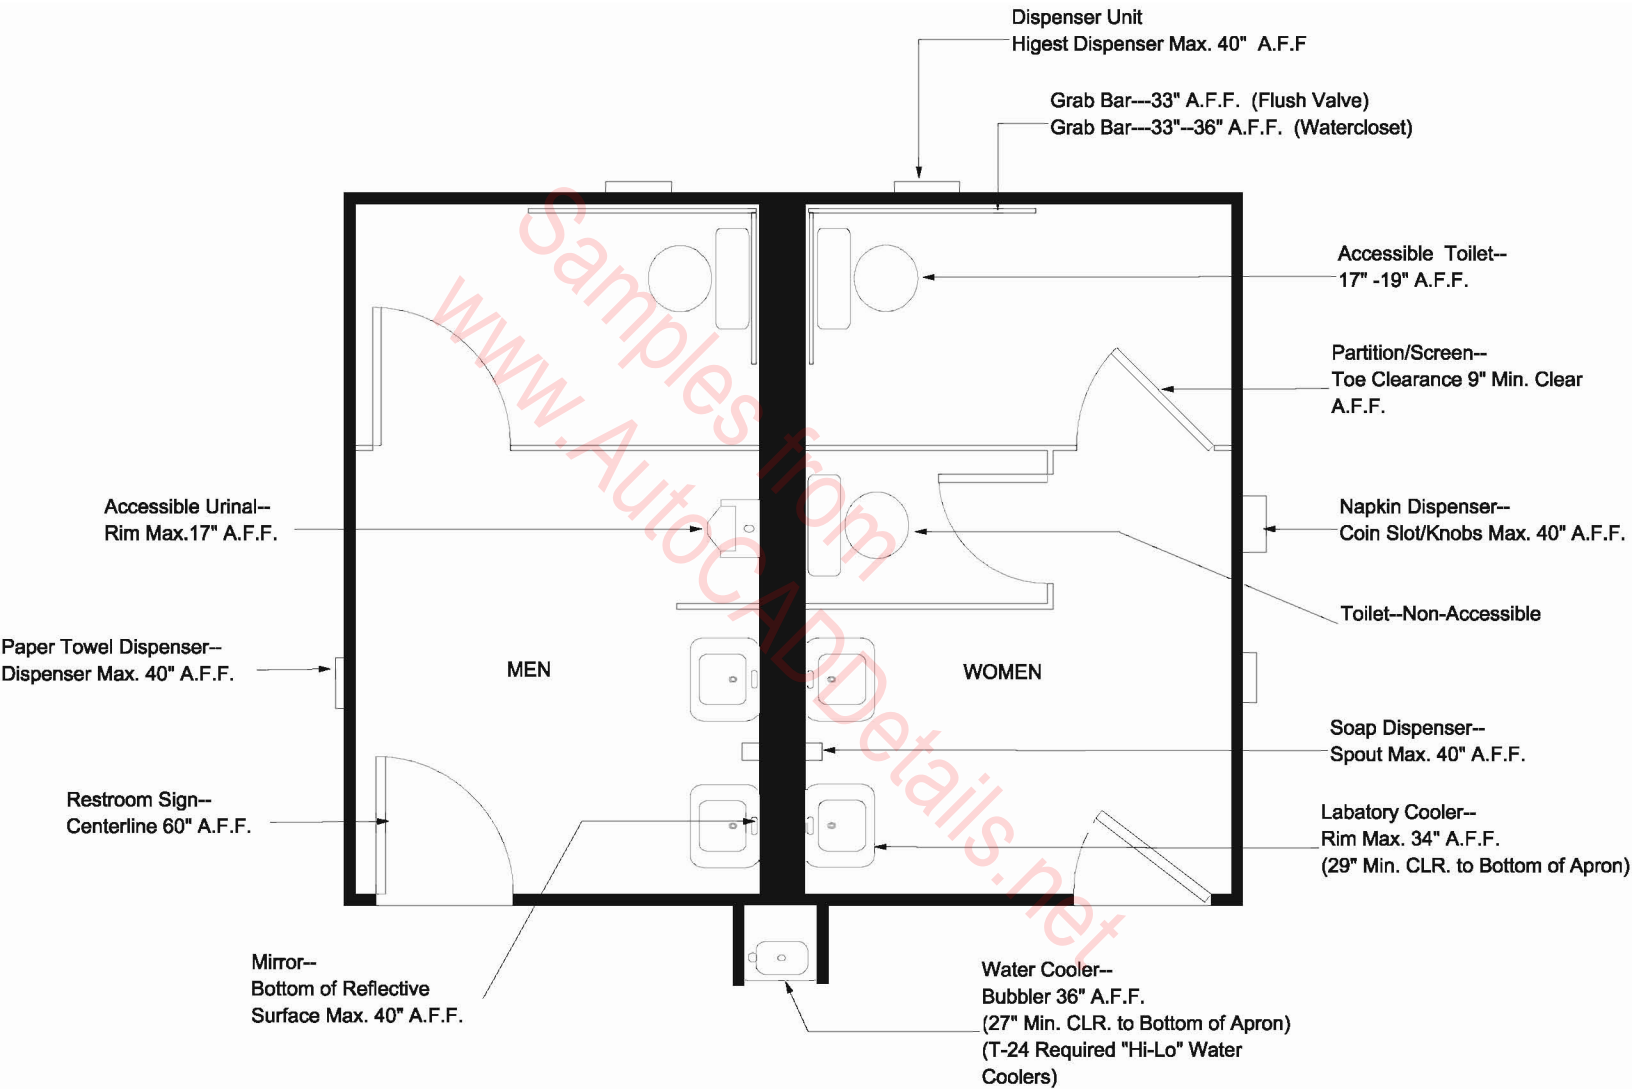 Dispenser Unit
Higest Dispenser Max. 40" A.F.F
Grab Bar---33" A.F.F. (Flush Valve)
Grab Bar---33"--36" A.F.F. (Watercloset)
Accessible Toilet--
17" -19" A.F.F.
Partition/Screen--
Toe Clearance 9" Min. Clear
A.F.F.
Accessible Urinal--
Rim Max.17" A.F.F.
Napkin Dispenser--
Coin Slot/Knobs Max. 40" A.F.F.
Toilet--Non-Accessible
Paper Towel Dispenser--
Dispenser Max. 40" A.F.F.
MEN
WOMEN
Soap Dispenser--
Spout Max. 40" A.F.F.
Restroom Sign--
Centerline 60" A.F.F.
Labatory Cooler--
Rim Max. 34" A.F.F.
(29" Min. CLR. to Bottom of Apron)
Mirror--
Bottom of Reflective
Surface Max. 40" A.F.F.
Water Cooler--
Bubbler 36" A.F.F.
(27" Min. CLR. to Bottom of Apron)
(T-24 Required "Hi-Lo" Water
Coolers)
Samples from
www.AutoCADDetails.net